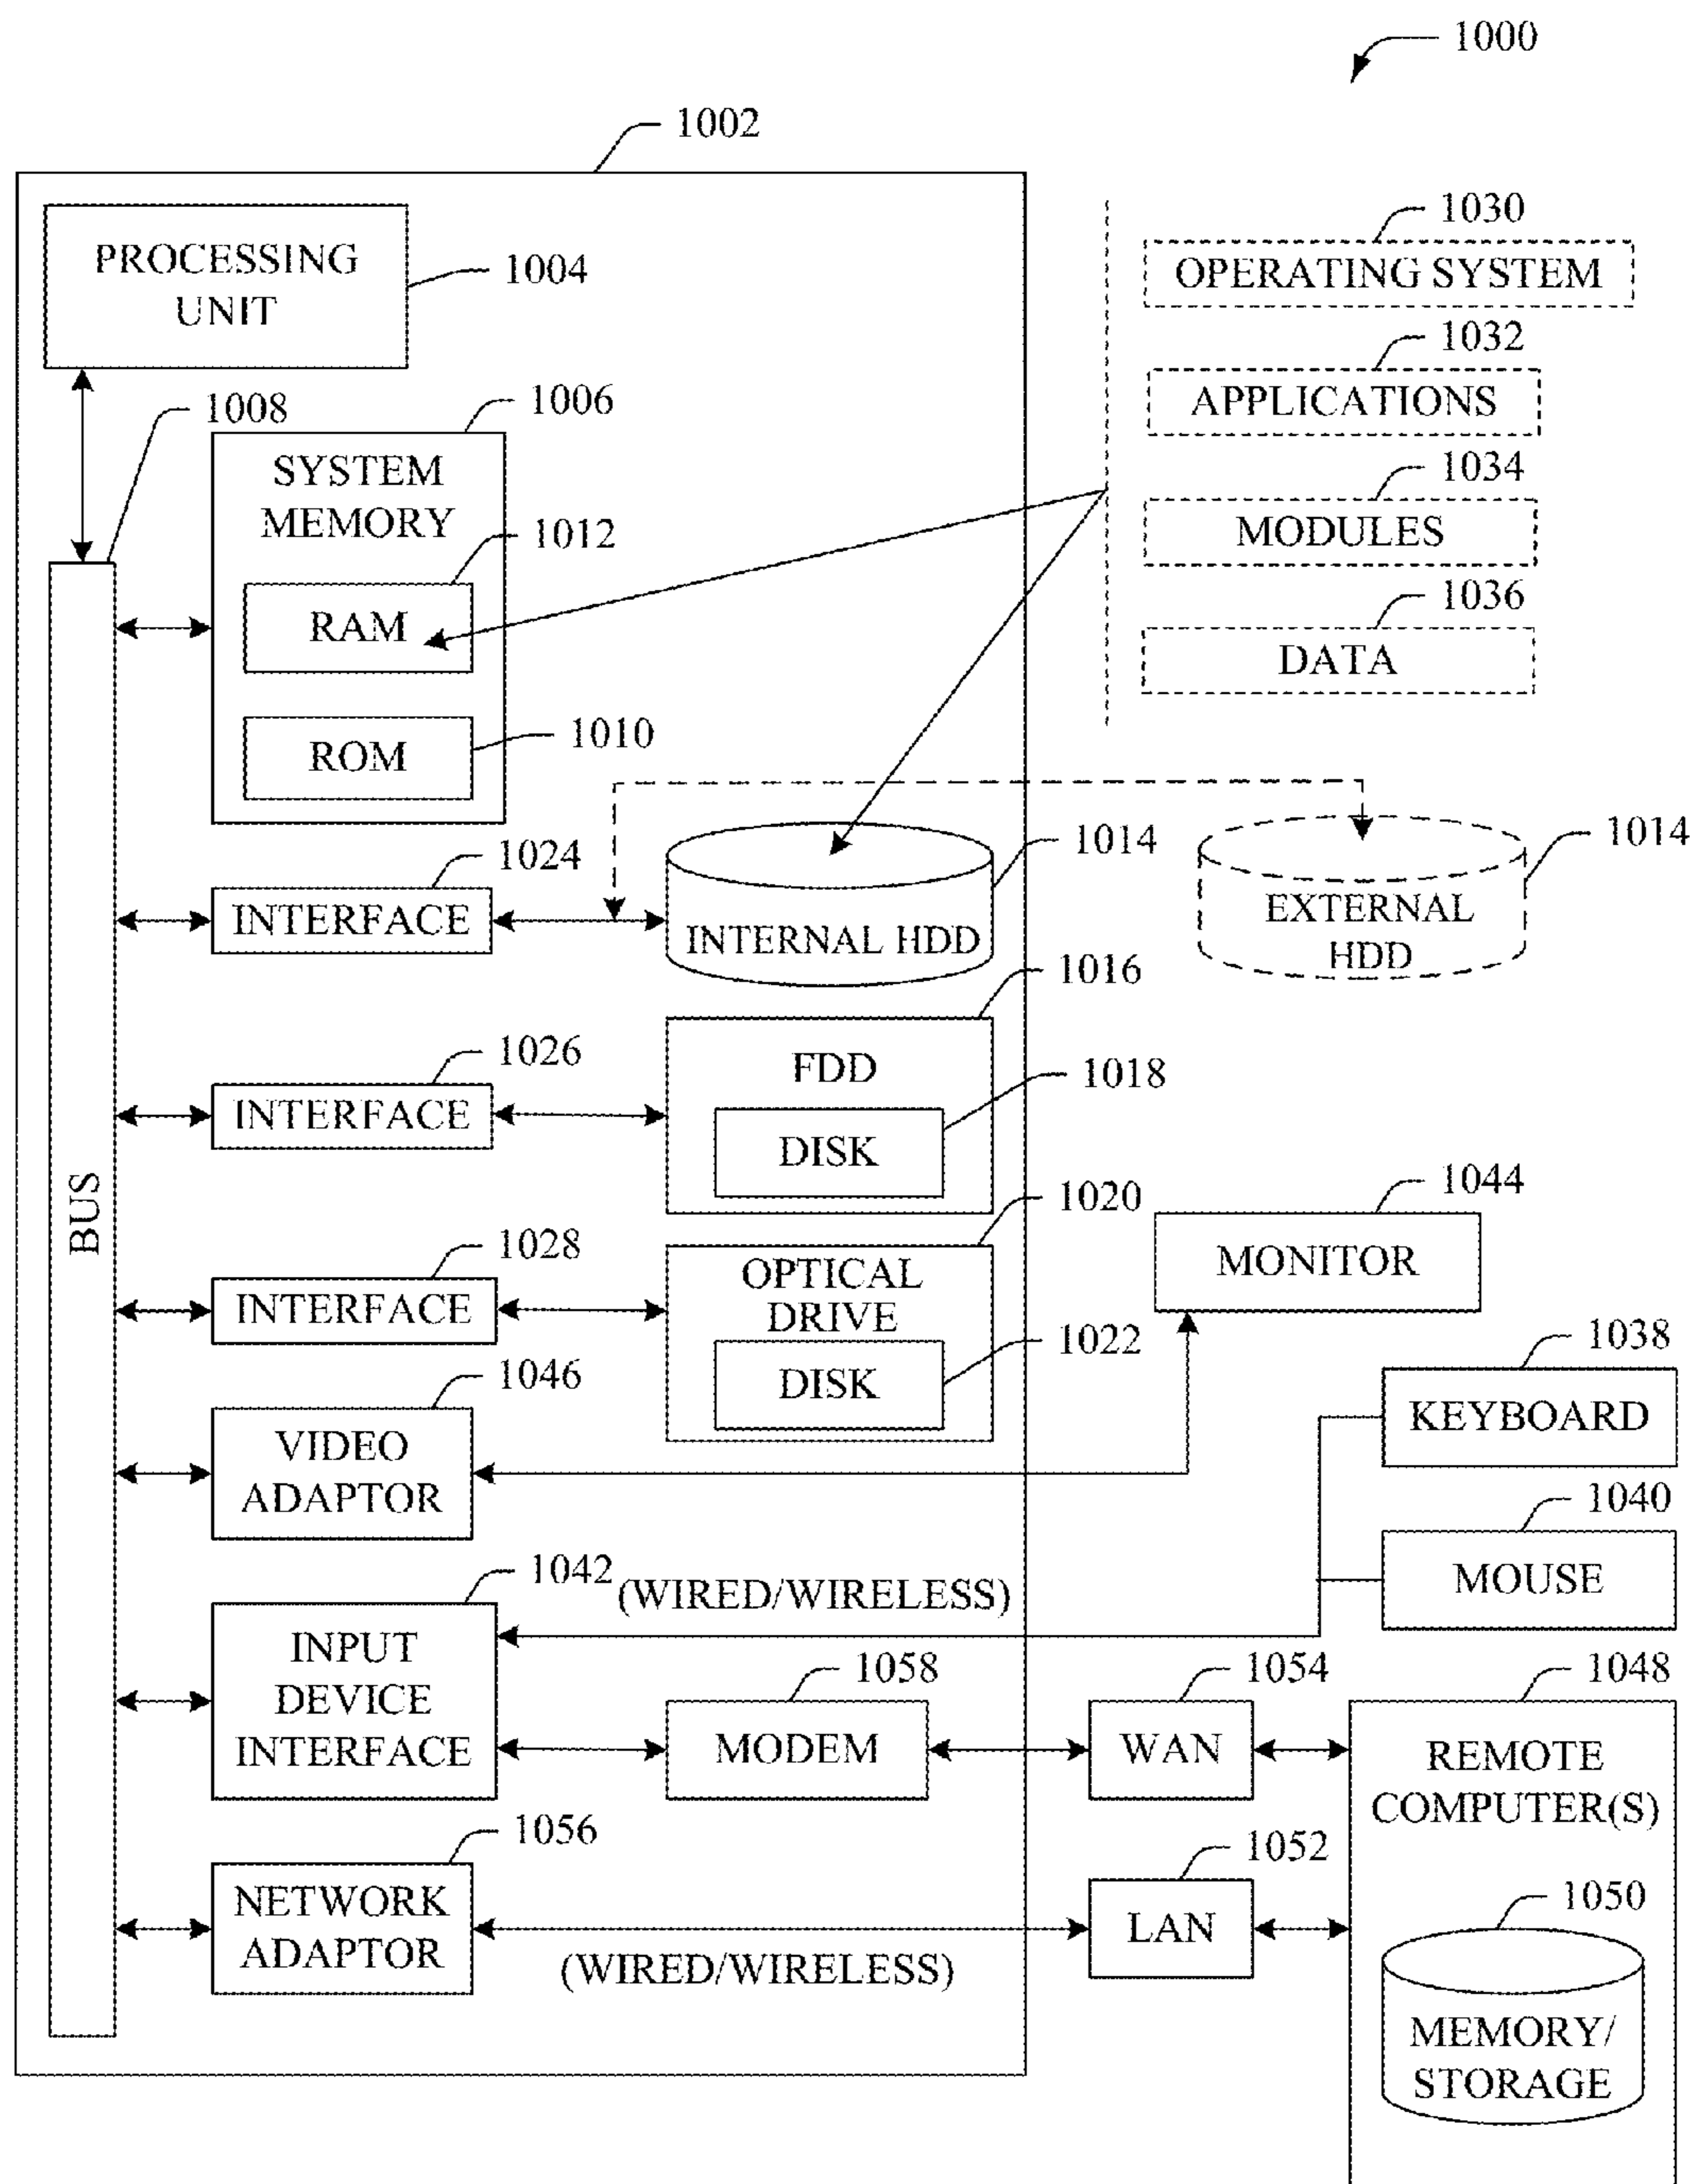 1000
1002
PROCESSING
UNIT
1004
1030
OPERATING SYSTEM
1032
APPLICATIONS
1034
MODULES
1036
DATA
1008
1006
SYSTEM
MEMORY
1012
RAM
1010
ROM
BUS
1024
INTERFACE
1014
INTERNAL HDD
1014
EXTERNAL
HDD
1026
INTERFACE
1016
FDD
1018
DISK
1028
INTERFACE
1020
OPTICAL
DRIVE
1022
DISK
1044
MONITOR
1046
VIDEO
ADAPTOR
1038
KEYBOARD
1040
MOUSE
1042
(WIRED/WIRELESS)
INPUT
DEVICE
INTERFACE
1058
MODEM
1054
WAN
1048
REMOTE
COMPUTER(S)
1056
NETWORK
ADAPTOR
(WIRED/WIRELESS)
1052
LAN
1050
MEMORY/
STORAGE